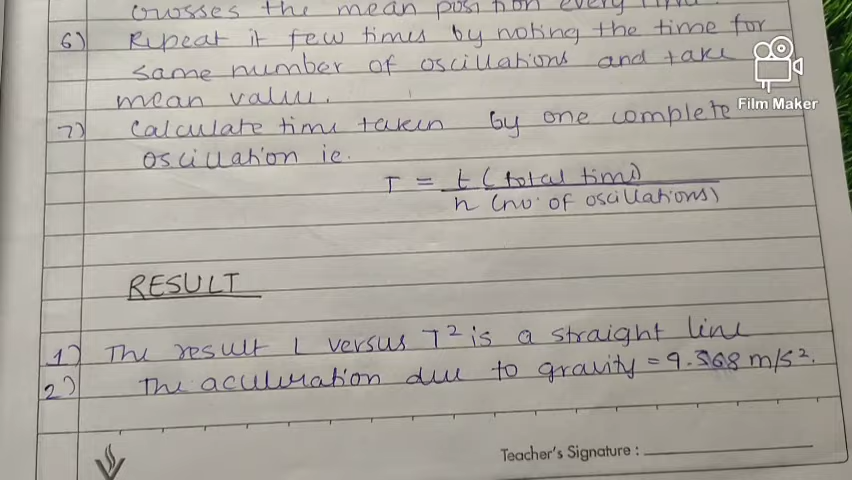 crosses the mean position every time.
6) Repeat it few times by noting the time for
same number of oscillations and take
mean value.
Film Maker
7) Calculate time taken by one complete
oscillation ie.
T = t (total time)
n (no. of oscillations)
RESULT
1) The result L versus T² is a straight line
2) The acceleration due to gravity = 9.368 m/s².
Teacher's Signature :